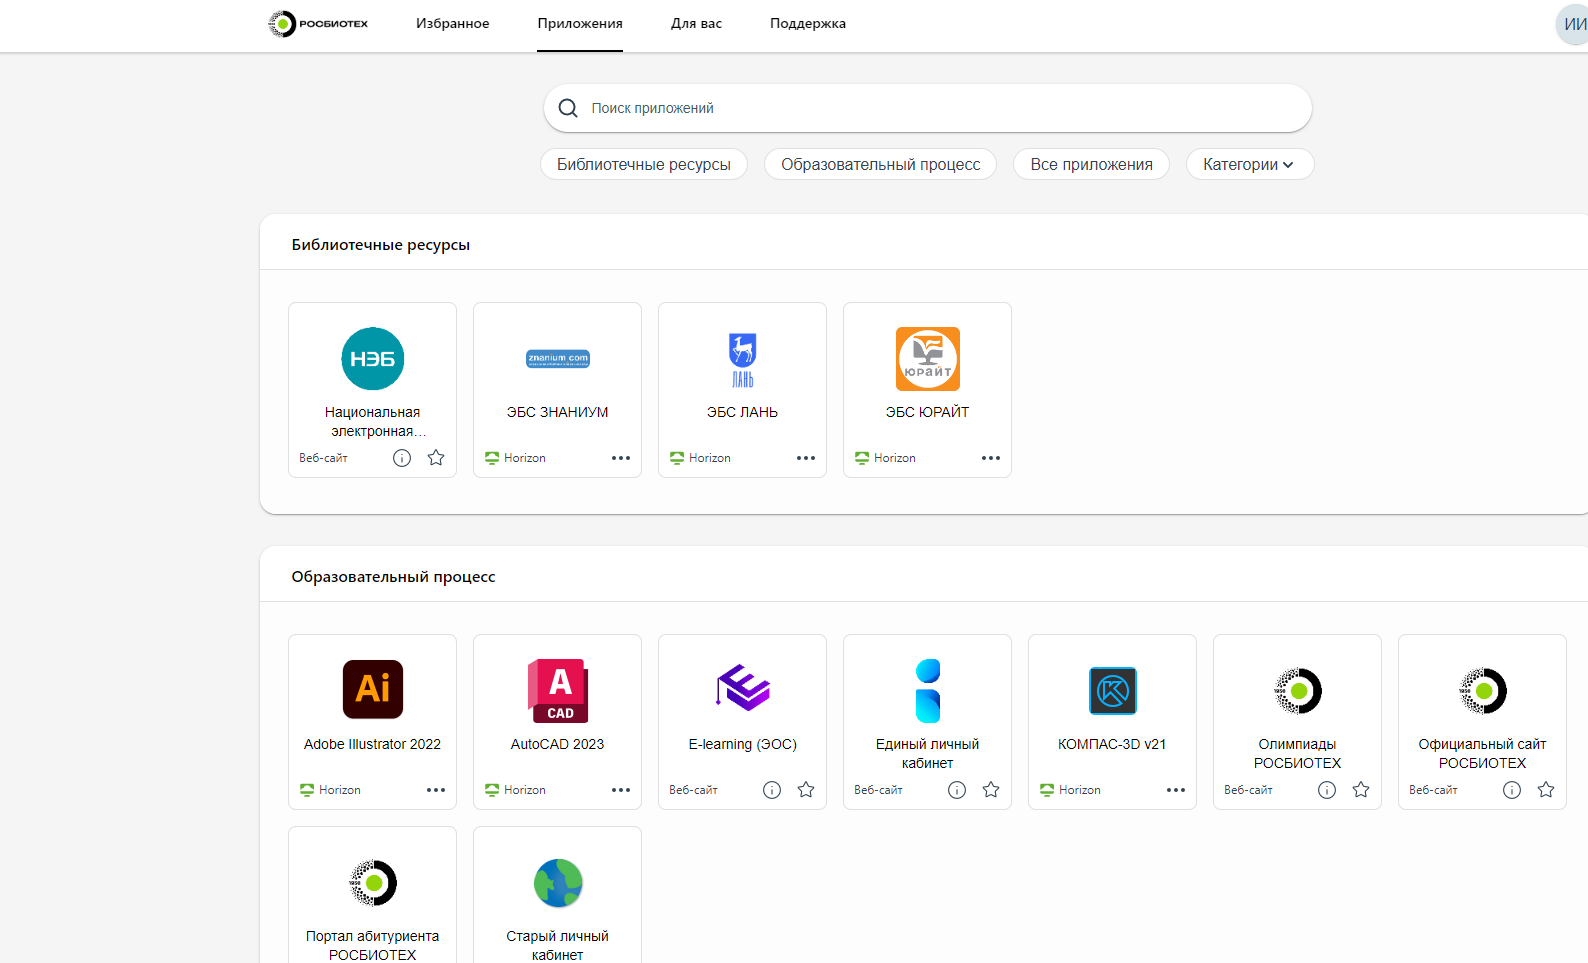 РОСБИОТЕХ
Избранное
Приложения
Для вас
Поддержка
ИИ
Поиск приложений
Библиотечные ресурсы
Образовательный процесс
Все приложения
Категории
Библиотечные ресурсы
НЭБ
Национальная
электронная...
Веб-сайт
znanium com
ЭБС ЗНАНИУМ
Horizon
ЛАНЬ
ЭБС ЛАНЬ
Horizon
юрайт
ЭБС ЮРАЙТ
Horizon
Образовательный процесс
Ai
Adobe Illustrator 2022
Horizon
A
CAD
AutoCAD 2023
Horizon
E-learning (ЭОС)
Веб-сайт
Единый личный
кабинет
Веб-сайт
КОМПАС-3D v21
Horizon
Олимпиады
РОСБИОТЕХ
Веб-сайт
Официальный сайт
РОСБИОТЕХ
Веб-сайт
Портал абитуриента
РОСБИОТЕХ
Старый личный
кабинет